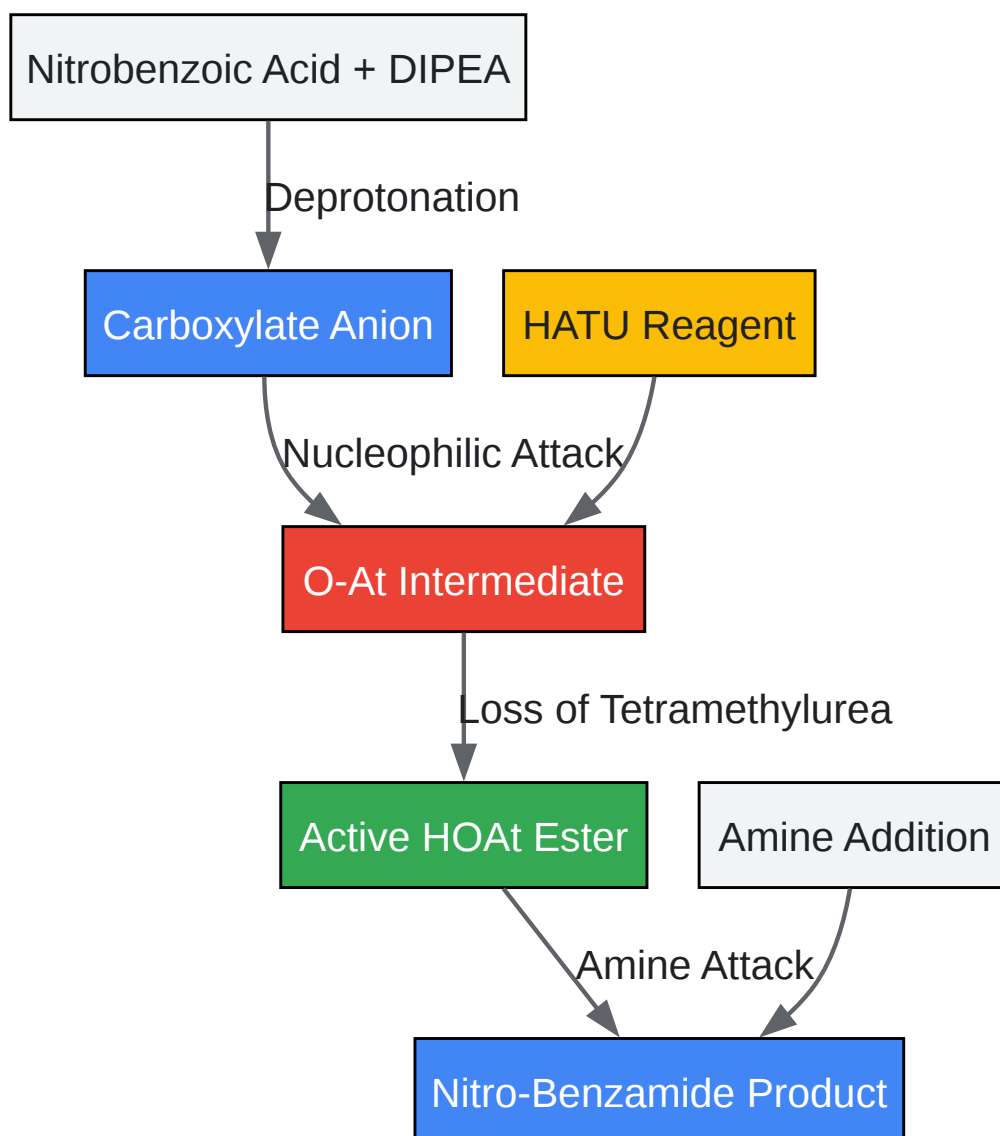 Nitrobenzoic Acid + DIPEA
Deprotonation
Carboxylate Anion
HATU Reagent
Nucleophilic Attack
O-At Intermediate
Loss of Tetramethylurea
Active HOAt Ester
Amine Addition
Amine Attack
Nitro-Benzamide Product